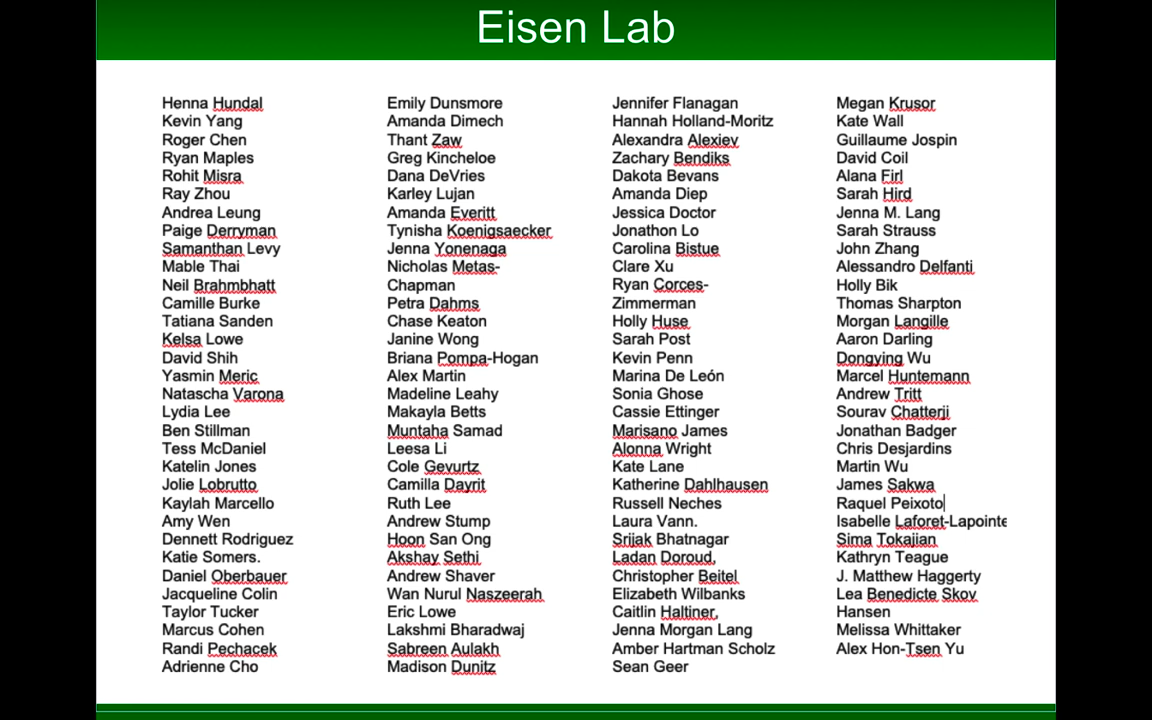 Eisen Lab
Henna Hundal
Kevin Yang
Roger Chen
Ryan Maples
Rohit Misra
Ray Zhou
Andrea Leung
Paige Derryman
Samanthan Levy
Mable Thai
Neil Brahmbhatt
Camille Burke
Tatiana Sanden
Kelsa Lowe
David Shih
Yasmin Meric
Natascha Varona
Lydia Lee
Ben Stillman
Tess McDaniel
Katelin Jones
Jolie Lobrutto
Kaylah Marcello
Amy Wen
Dennett Rodriguez
Katie Somers.
Daniel Oberbauer
Jacqueline Colin
Taylor Tucker
Marcus Cohen
Randi Pechacek
Adrienne Cho
Emily Dunsmore
Amanda Dimech
Thant Zaw
Greg Kincheloe
Dana DeVries
Karley Lujan
Amanda Everitt
Tynisha Koenigsaecker
Jenna Yonenaga
Nicholas Metas-
Chapman
Petra Dahms
Chase Keaton
Janine Wong
Briana Pompa-Hogan
Alex Martin
Madeline Leahy
Makayla Betts
Muntaha Samad
Leesa Li
Cole Gevurtz
Camilla Dayrit
Ruth Lee
Andrew Stump
Hoon San Ong
Akshay Sethi
Andrew Shaver
Wan Nurul Naszeerah
Eric Lowe
Lakshmi Bharadwaj
Sabreen Aulakh
Madison Dunitz
Jennifer Flanagan
Hannah Holland-Moritz
Alexandra Alexiev
Zachary Bendiks
Dakota Bevans
Amanda Diep
Jessica Doctor
Jonathon Lo
Carolina Bistue
Clare Xu
Ryan Corces-
Zimmerman
Holly Huse
Sarah Post
Kevin Penn
Marina De León
Sonia Ghose
Cassie Ettinger
Marisano James
Alonna Wright
Kate Lane
Katherine Dahlhausen
Russell Neches
Laura Vann.
Srijak Bhatnagar
Ladan Doroud,
Christopher Beitel
Elizabeth Wilbanks
Caitlin Haltiner,
Jenna Morgan Lang
Amber Hartman Scholz
Sean Geer
Megan Krusor
Kate Wall
Guillaume Jospin
David Coil
Alana Firl
Sarah Hird
Jenna M. Lang
Sarah Strauss
John Zhang
Alessandro Delfanti
Holly Bik
Thomas Sharpton
Morgan Langille
Aaron Darling
Dongying Wu
Marcel Huntemann
Andrew Tritt
Sourav Chatterji
Jonathan Badger
Chris Desjardins
Martin Wu
James Sakwa
Raquel Peixoto
Isabelle Laforet-Lapointe
Sima Tokajian
Kathryn Teague
J. Matthew Haggerty
Lea Benedicte Skov
Hansen
Melissa Whittaker
Alex Hon-Tsen Yu